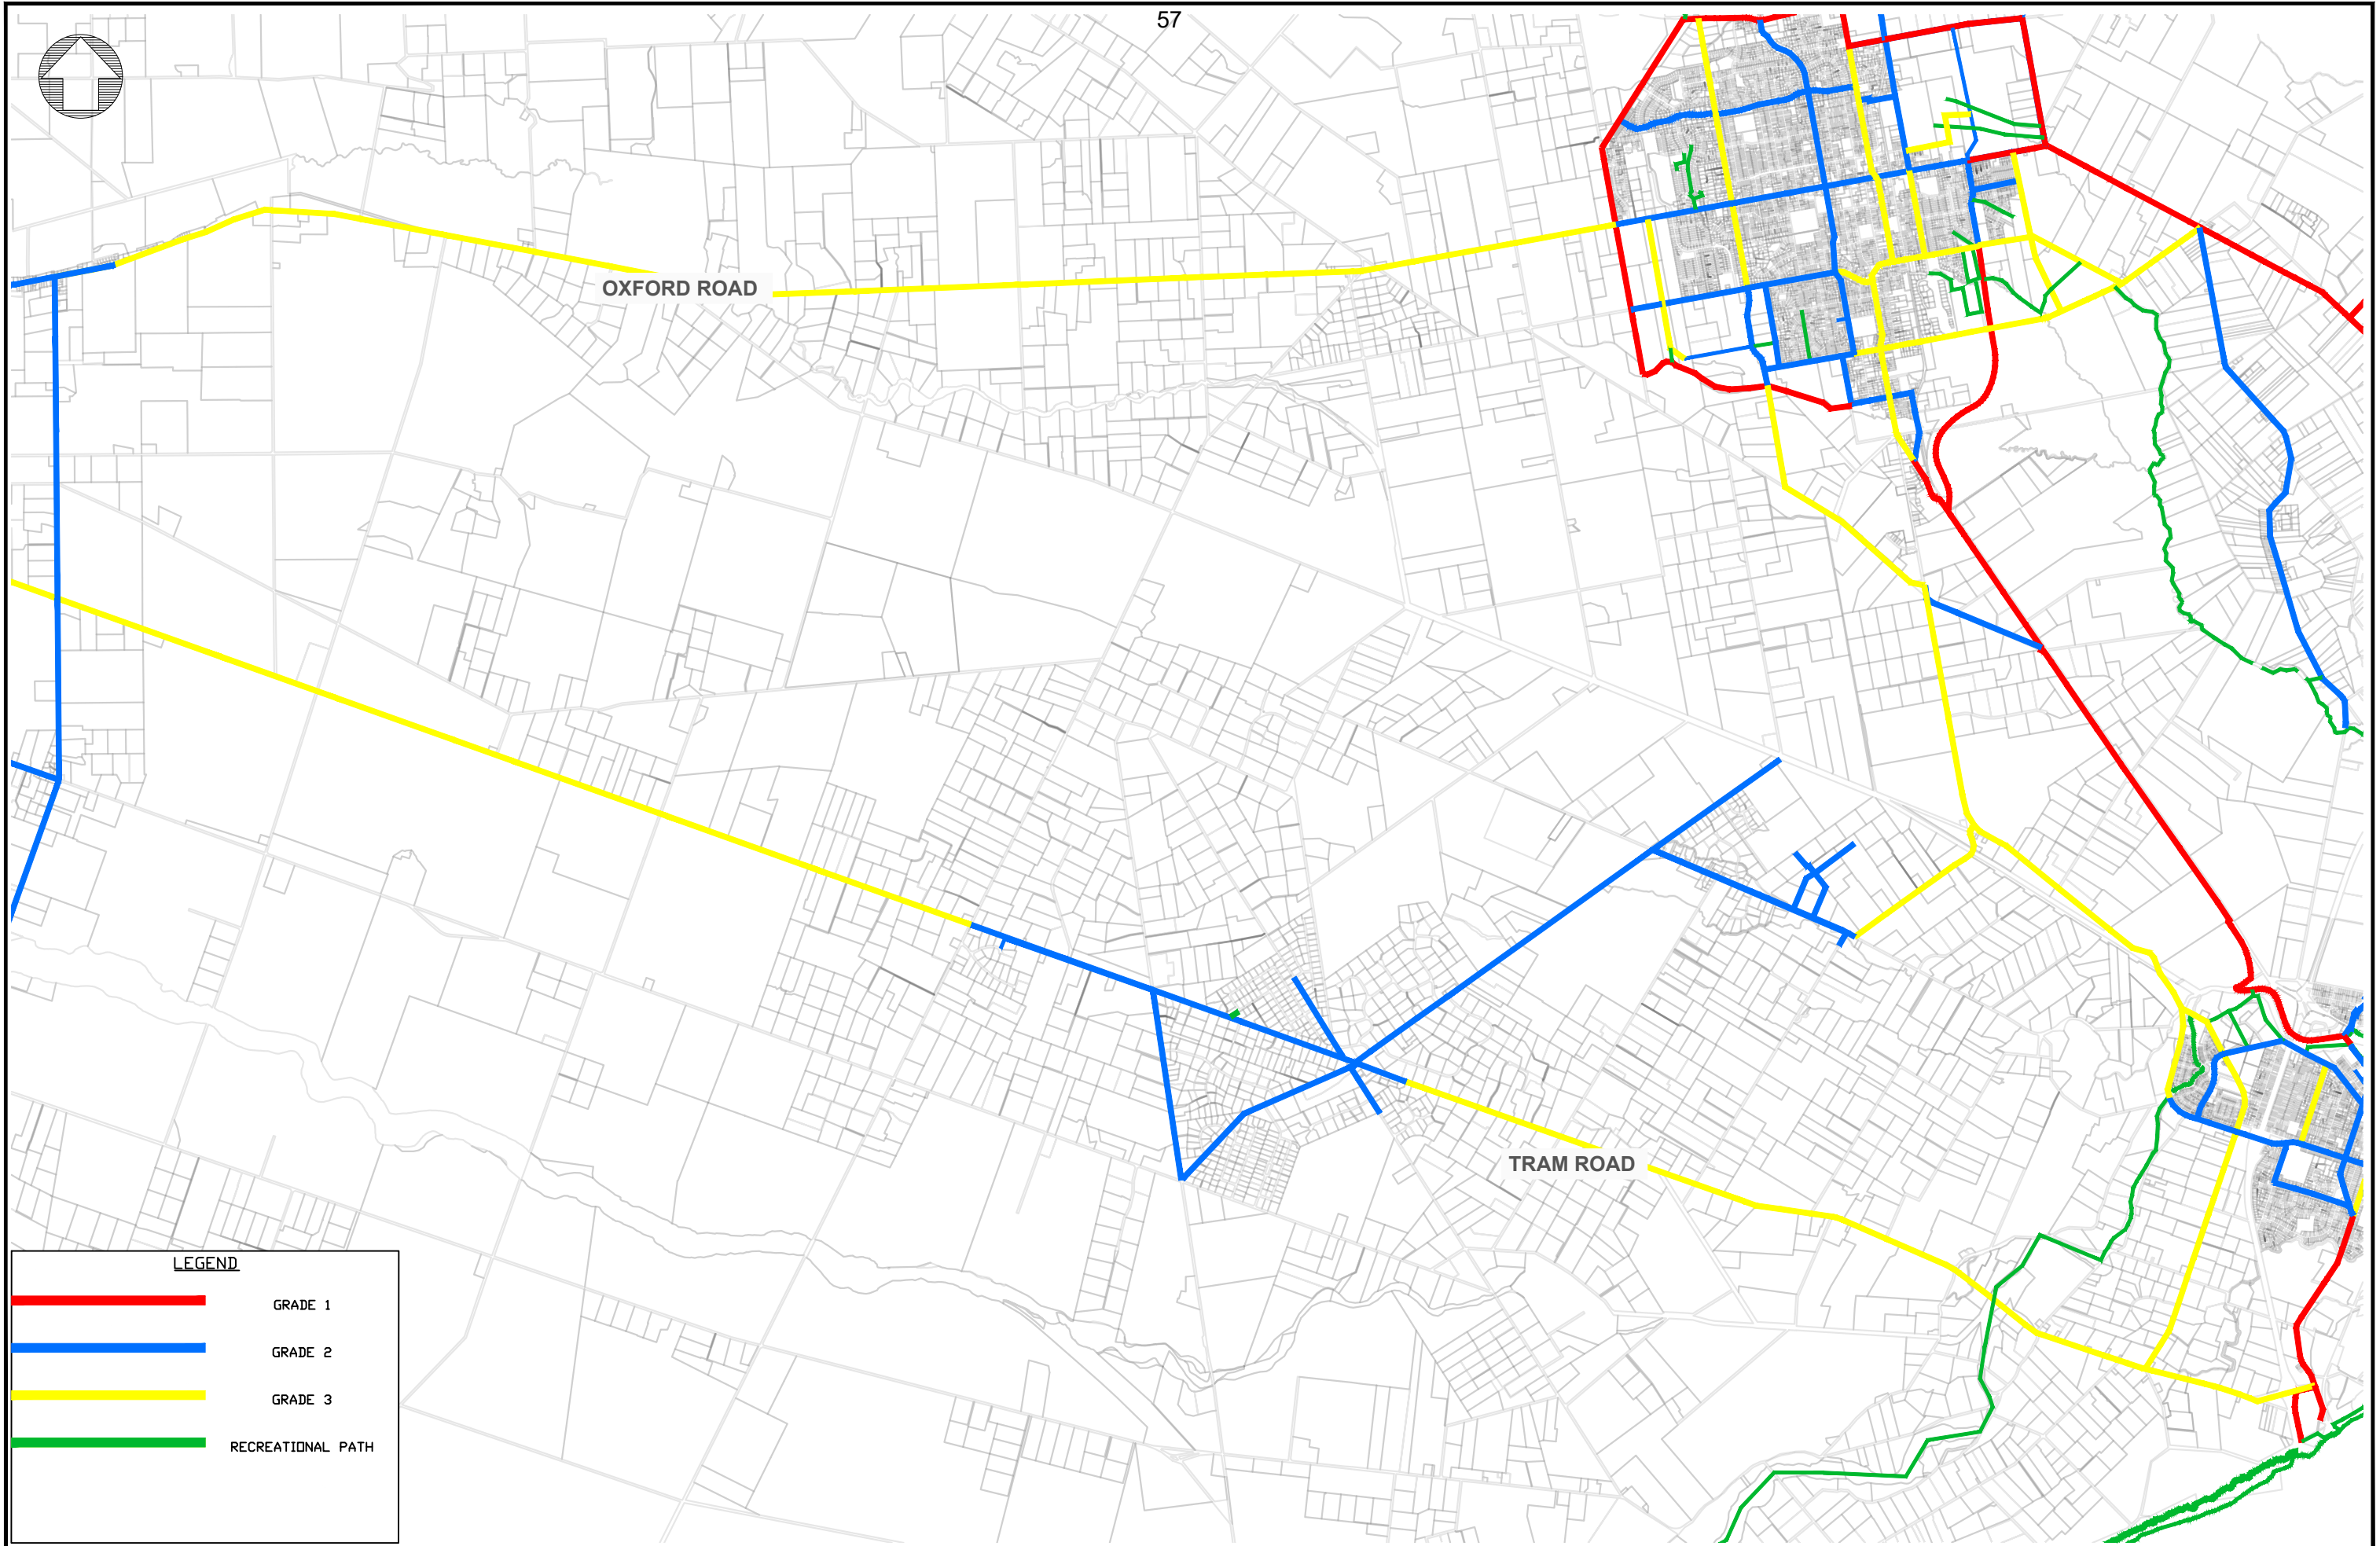 57
OXFORD ROAD
TRAM ROAD
LEGEND
GRADE 1
GRADE 2
GRADE 3
RECREATIONAL PATH